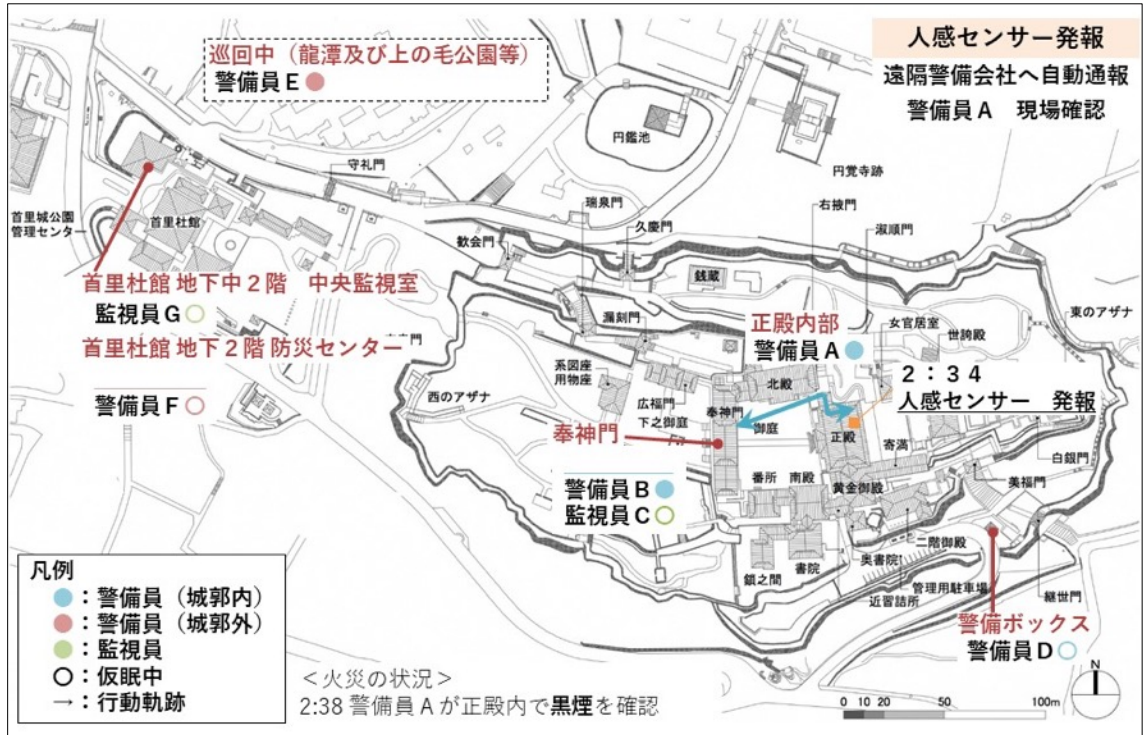 人感センサー発報
遠隔警備会社へ自動通報
警備員A　現場確認
巡回中（龍潭及び上の毛公園等）
警備員E
円鑑池
円覚寺跡
守礼門
首里城公園
管理センター
首里杜館
瑞泉門
久慶門
右掖門
淑順門
歓会門
銭蔵
首里杜館 地下中２階　中央監視室
監視員G
首里杜館 地下２階 防災センター
門
警備員F
漏刻門
正殿内部
警備員A
女官居室
世誇殿
東のアザナ
２：３４
人感センサー　発報
系図座
用物座
西のアザナ
広福門
下之御庭
北殿
奉神門
御庭
正殿
奉神門
寄満
白銀門
番所
南殿
黄金御殿
美福門
警備員B
監視員C
二階御殿
奥書院
鎖之間
書院
近習詰所
管理用駐車場
継世門
警備ボックス
警備員D
凡例
：警備員（城郭内）
：警備員（城郭外）
：監視員
：仮眠中
→：行動軌跡
＜火災の状況＞
2:38 警備員Aが正殿内で黒煙を確認
N
0 10 20 50 100m